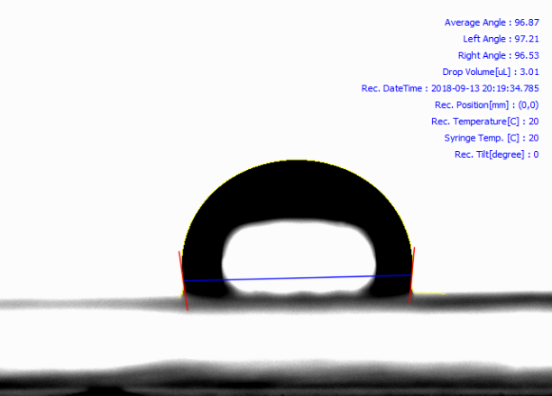 Average Angle : 96.87
Left Angle : 97.21
Right Angle : 96.53
Drop Volume[uL] : 3.01
Rec. DateTime : 2018-09-13 20:19:34.785
Rec. Position[mm] : (0,0)
Rec. Temperature[C] : 20
Syringe Temp. [C] : 20
Rec. Tilt[degree] : 0